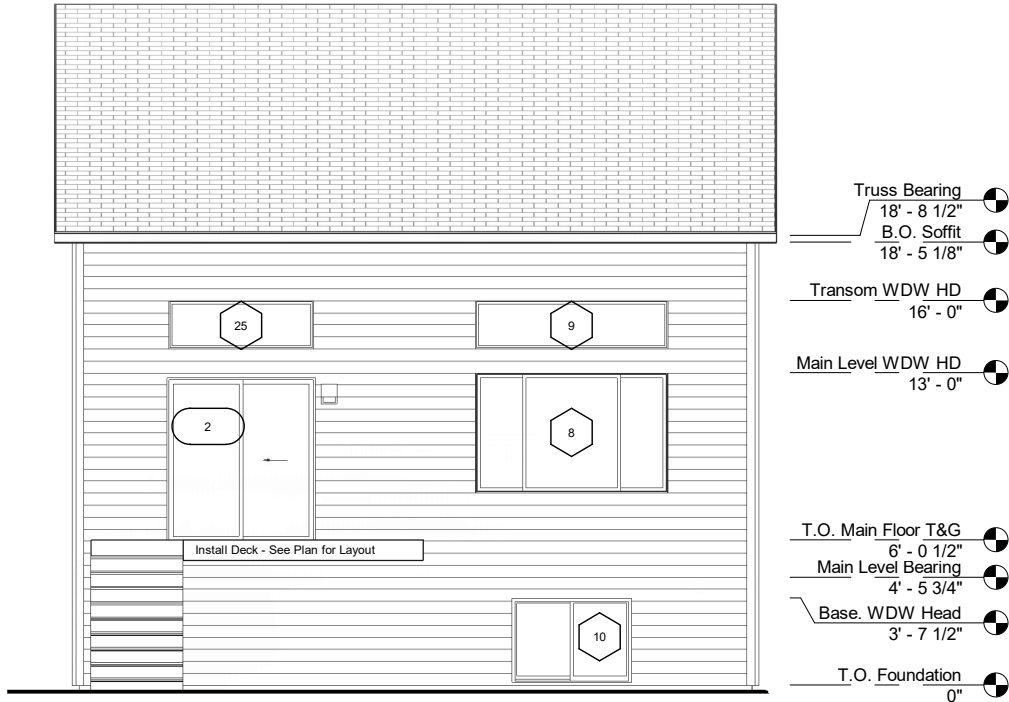 Truss Bearing
18' - 8 1/2"
B.O. Soffit
18' - 5 1/8"
Transom WDW HD
16' - 0"
25
9
Main Level WDW HD
13' - 0"
2
8
T.O. Main Floor T&G
6' - 0 1/2"
Install Deck - See Plan for Layout
Main Level Bearing
4' - 5 3/4"
Base. WDW Head
3' - 7 1/2"
10
T.O. Foundation
0"